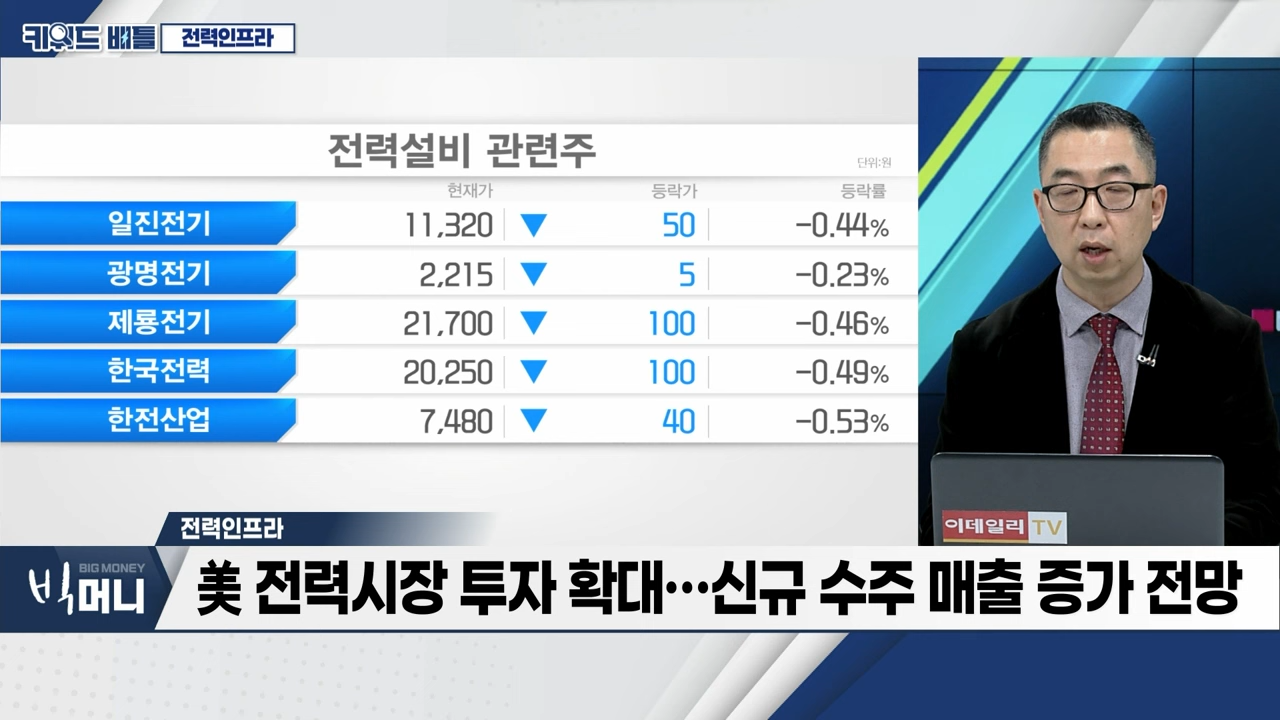 키워드 배틀 전력인프라
전력설비 관련주
단위:원
현재가 등락가 등락률
일진전기 11,320 ▼ 50 -0.44%
광명전기 2,215 ▼ 5 -0.23%
제룡전기 21,700 ▼ 100 -0.46%
한국전력 20,250 ▼ 100 -0.49%
한전산업 7,480 ▼ 40 -0.53%
이데일리 TV
전력인프라
BIG MONEY
빅머니
美 전력시장 투자 확대…신규 수주 매출 증가 전망